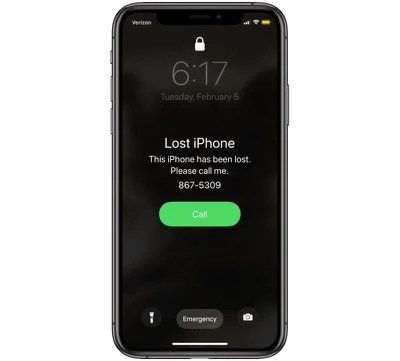 Verizon
6:17
Tuesday, February 5
Lost iPhone
This iPhone has been lost.
Please call me.
867-5309
Call
Emergency